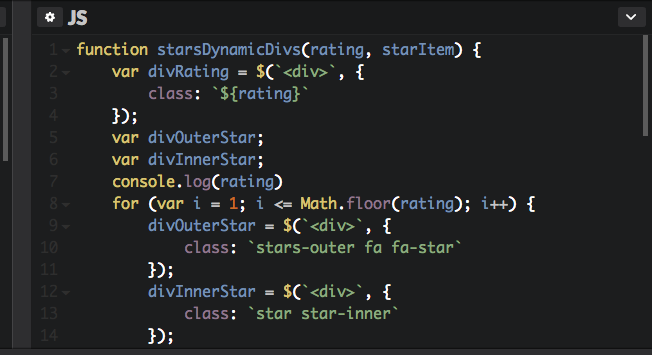 JS
1 function starsDynamicDivs(rating, starItem) {
2 var divRating = $(`<div>`, {
3 class: `${rating}`
4 });
5 var divOuterStar;
6 var divInnerStar;
7 console.log(rating)
8 for (var i = 1; i <= Math.floor(rating); i++) {
9 divOuterStar = $(`<div>`, {
10 class: `stars-outer fa fa-star`
11 });
12 divInnerStar = $(`<div>`, {
13 class: `star star-inner`
14 });